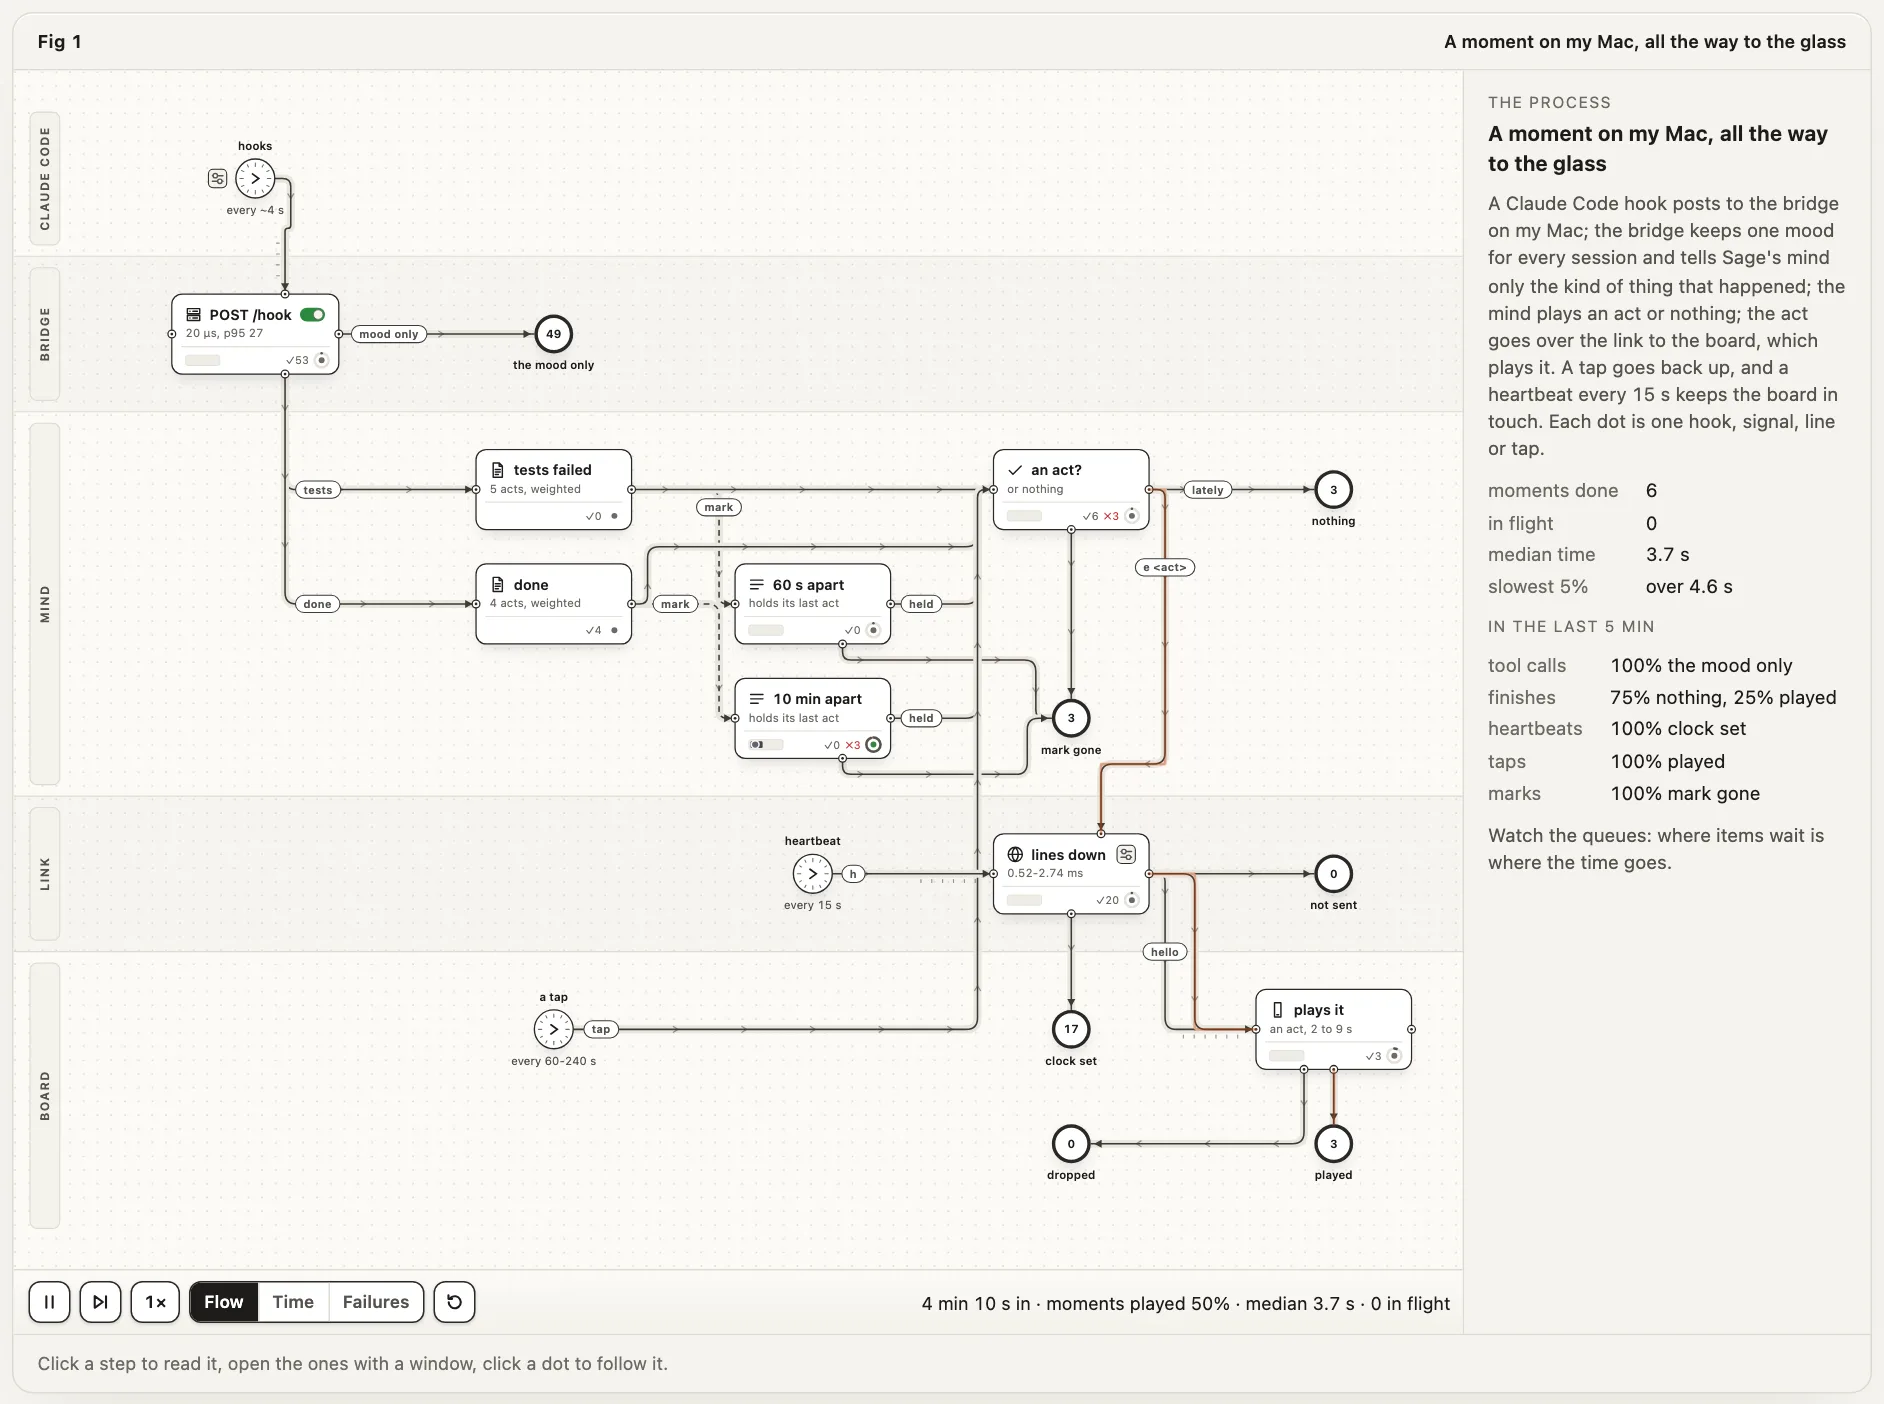 Fig 1
A moment on my Mac, all the way to the glass
CLAUDE CODE
hooks
every ~4 s
BRIDGE
POST /hook
20 µs, p95 27
✓53
mood only
49
the mood only
MIND
tests
tests failed
5 acts, weighted
✓0
mark
an act?
or nothing
✓6 ×3
lately
3
nothing
e <act>
done
done
4 acts, weighted
✓4
mark
60 s apart
holds its last act
✓0
held
10 min apart
holds its last act
✓0 ×3
held
3
mark gone
LINK
heartbeat
h
every 15 s
lines down
0.52-2.74 ms
✓20
0
not sent
hello
BOARD
a tap
tap
every 60-240 s
17
clock set
plays it
an act, 2 to 9 s
✓3
0
dropped
3
played
1×
Flow
Time
Failures
4 min 10 s in · moments played 50% · median 3.7 s · 0 in flight
Click a step to read it, open the ones with a window, click a dot to follow it.
THE PROCESS
A moment on my Mac, all the way
to the glass
A Claude Code hook posts to the bridge
on my Mac; the bridge keeps one mood
for every session and tells Sage's mind
only the kind of thing that happened; the
mind plays an act or nothing; the act
goes over the link to the board, which
plays it. A tap goes back up, and a
heartbeat every 15 s keeps the board in
touch. Each dot is one hook, signal, line
or tap.
moments done 6
in flight 0
median time 3.7 s
slowest 5% over 4.6 s
IN THE LAST 5 MIN
tool calls 100% the mood only
finishes 75% nothing, 25% played
heartbeats 100% clock set
taps 100% played
marks 100% mark gone
Watch the queues: where items wait is
where the time goes.